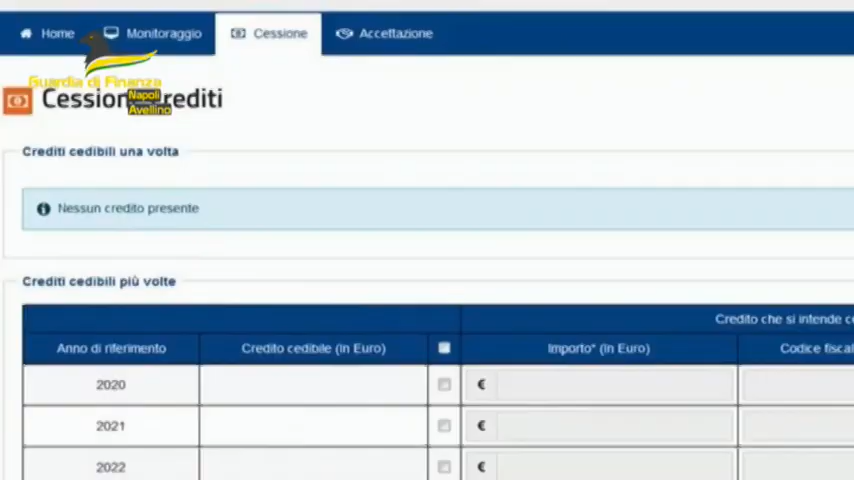 Home
Monitoraggio
Cessione
Accettazione
Guardia di Finanza
Napoli
Avellino
Cession rediti
Crediti cedibili una volta
Nessun credito presente
Crediti cedibili più volte
Credito che si intende c
Anno di riferimento
Credito cedibile (In Euro)
Importo* (In Euro)
Codice fiscal
2020
€
2021
€
2022
€